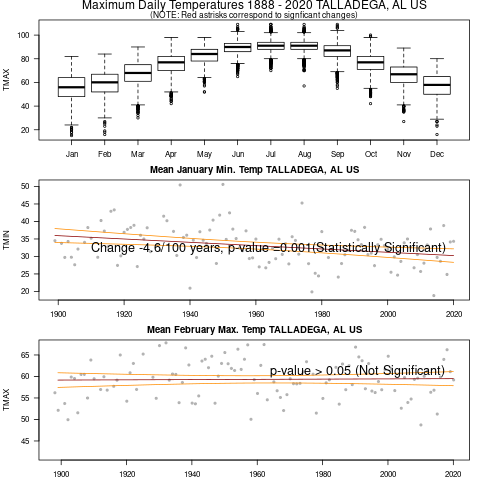 Maximum Daily Temperatures 1888 - 2020 TALLADEGA, AL US
(NOTE: Red astrisks correspond to signficant changes)
TMAX
100
80
60
40
20
Jan Feb Mar Apr May Jun Jly Aug Sep Oct Nov Dec
Mean January Min. Temp TALLADEGA, AL US
TMIN
50
45
40
35
30
25
20
Change -4.6/100 years, p-value =0.001(Statistically Significant)
1900 1920 1940 1960 1980 2000 2020
Mean February Max. Temp TALLADEGA, AL US
TMAX
65
60
55
50
45
p-value > 0.05 (Not Significant)
1900 1920 1940 1960 1980 2000 2020